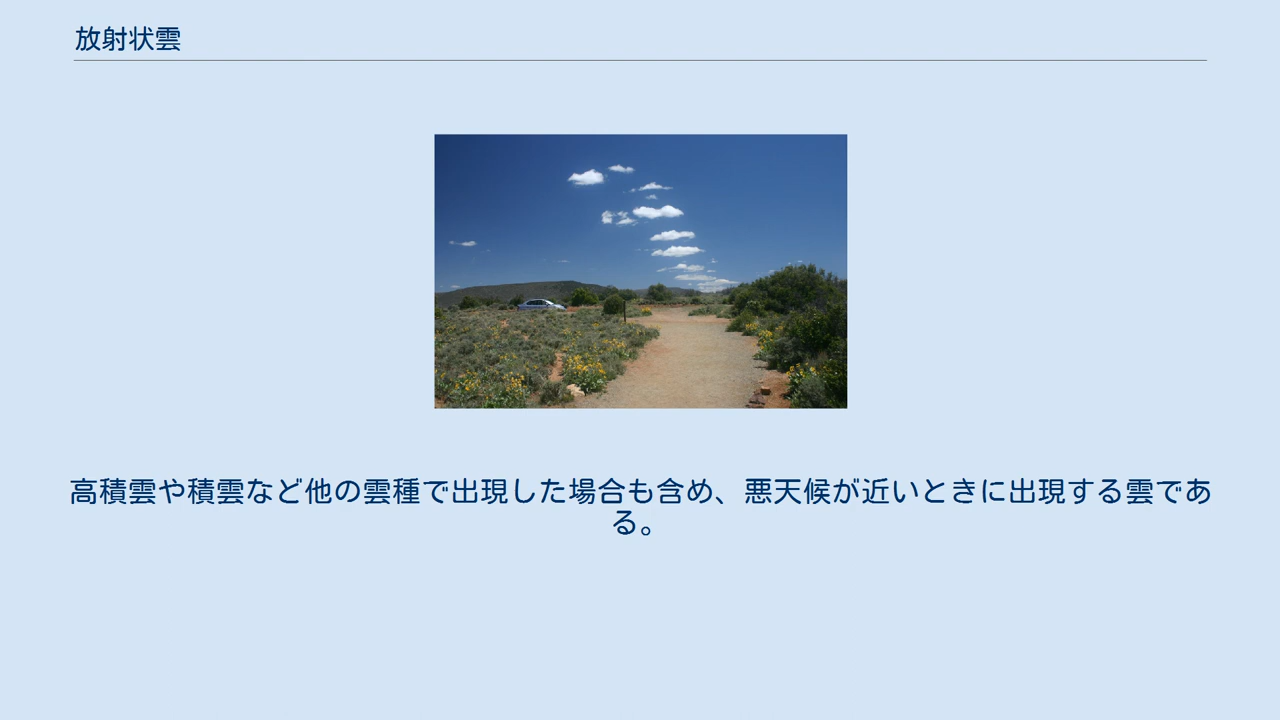 放射状雲
高積雲や積雲など他の雲種で出現した場合も含め、悪天候が近いときに出現する雲であ
る。